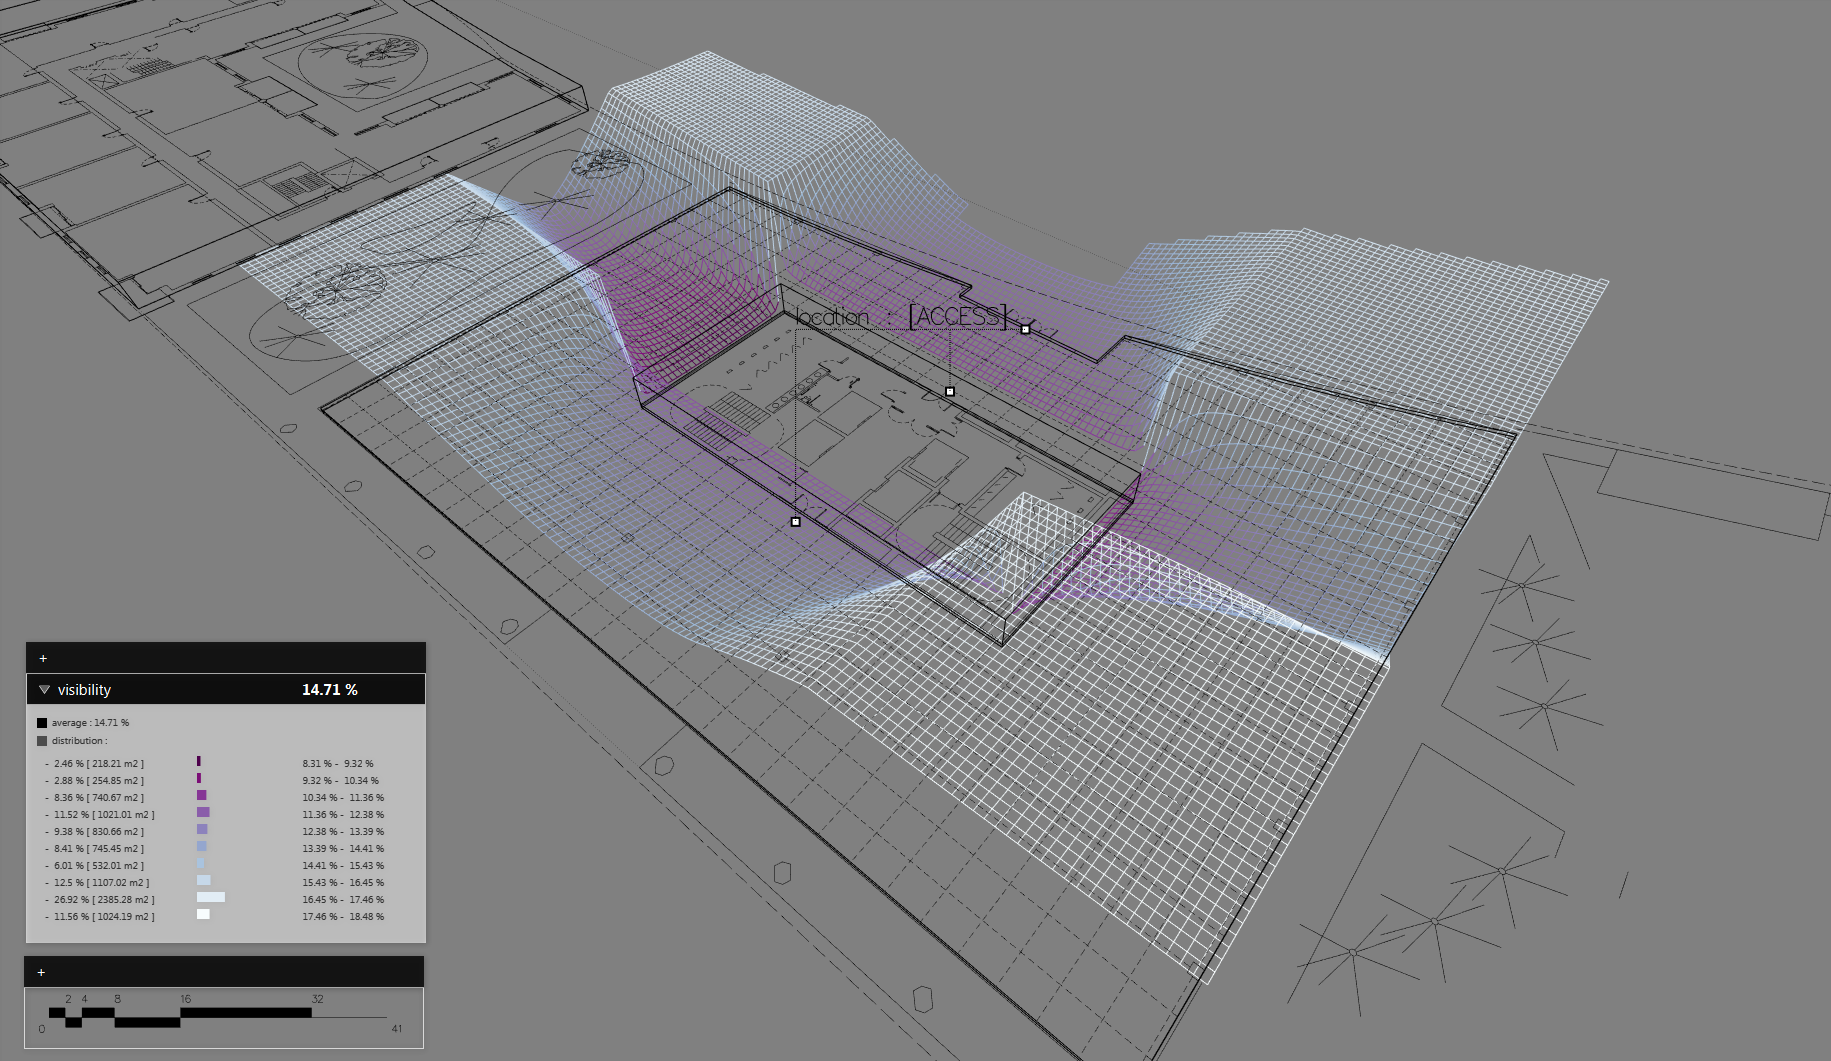 location : [ACCESS]
+
visibility 14.71 %
average : 14.71 %
distribution :
- 2.46 % [ 218.21 m2 ] 8.31 % - 9.32 %
- 2.88 % [ 254.85 m2 ] 9.32 % - 10.34 %
- 8.36 % [ 740.67 m2 ] 10.34 % - 11.36 %
- 11.52 % [ 1021.01 m2 ] 11.36 % - 12.38 %
- 9.38 % [ 830.66 m2 ] 12.38 % - 13.39 %
- 8.41 % [ 745.45 m2 ] 13.39 % - 14.41 %
- 6.01 % [ 532.01 m2 ] 14.41 % - 15.43 %
- 12.5 % [ 1107.02 m2 ] 15.43 % - 16.45 %
- 26.92 % [ 2385.28 m2 ] 16.45 % - 17.46 %
- 11.56 % [ 1024.19 m2 ] 17.46 % - 18.48 %
+
2 4 8 16 32
0 41